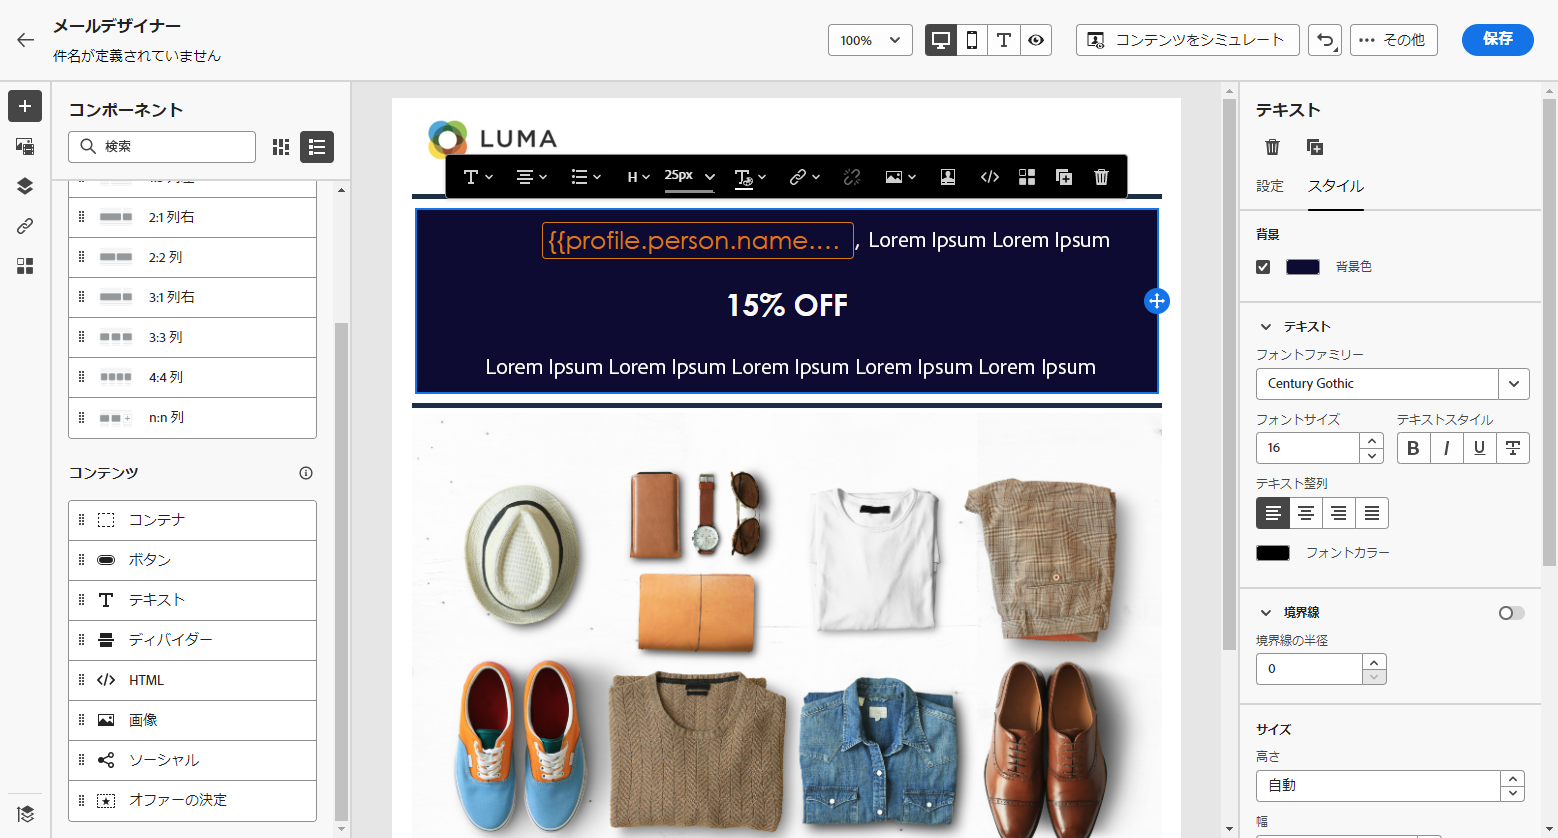 メールデザイナー
件名が定義されていません
100%
コンテンツをシミュレート
その他
保存
コンポーネント
検索
2:1 列右
2:2 列
3:1 列右
3:3 列
4:4 列
n:n 列
コンテンツ
コンテナ
ボタン
テキスト
ディバイダー
HTML
画像
ソーシャル
オファーの決定
LUMA
H
25px
{{profile.person.name.... , Lorem Ipsum Lorem Ipsum
15% OFF
Lorem Ipsum Lorem Ipsum Lorem Ipsum Lorem Ipsum Lorem Ipsum
テキスト
設定 スタイル
背景
背景色
テキスト
フォントファミリー
Century Gothic
フォントサイズ テキストスタイル
16 B I U T
テキスト整列
フォントカラー
境界線
境界線の半径
0
サイズ
高さ
自動
幅